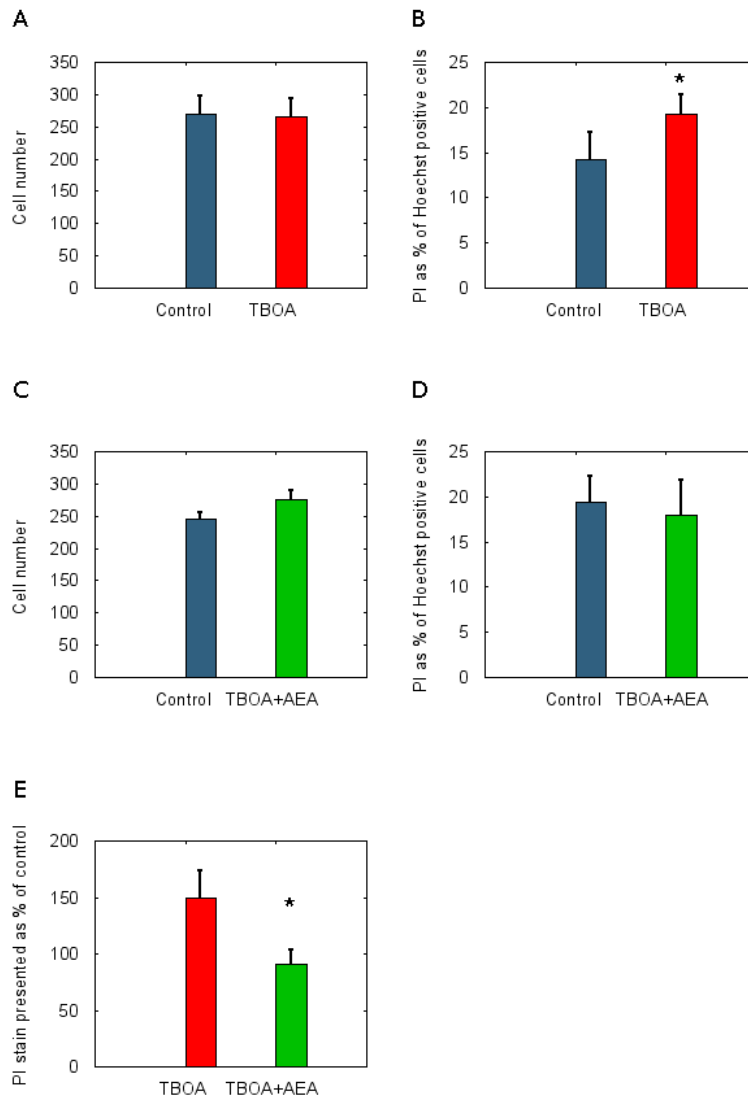 A
Cell number
350
300
250
200
150
100
50
0
Control TBOA
B
PI as % of Hoechst positive cells
25
20
15
10
5
0
*
Control TBOA
C
Cell number
350
300
250
200
150
100
50
0
Control TBOA+AEA
D
PI as % of Hoechst positive cells
25
20
15
10
5
0
Control TBOA+AEA
E
PI stain presented as % of control
200
150
100
50
0
*
TBOA TBOA+AEA